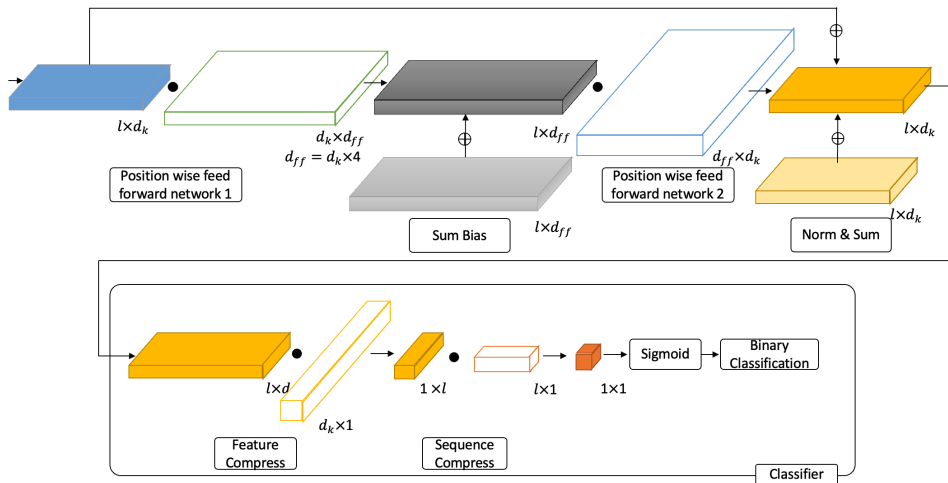 l×d_k
d_k×d_ff
d_ff = d_k×4
l×d_ff
d_ff×d_k
l×d_k
Position wise feed
forward network 1
l×d_ff
Sum Bias
Position wise feed
forward network 2
l×d_k
Norm & Sum
l×d
d_k×1
1×l
l×1
1×1
Sigmoid
Binary
Classification
Feature
Compress
Sequence
Compress
Classifier